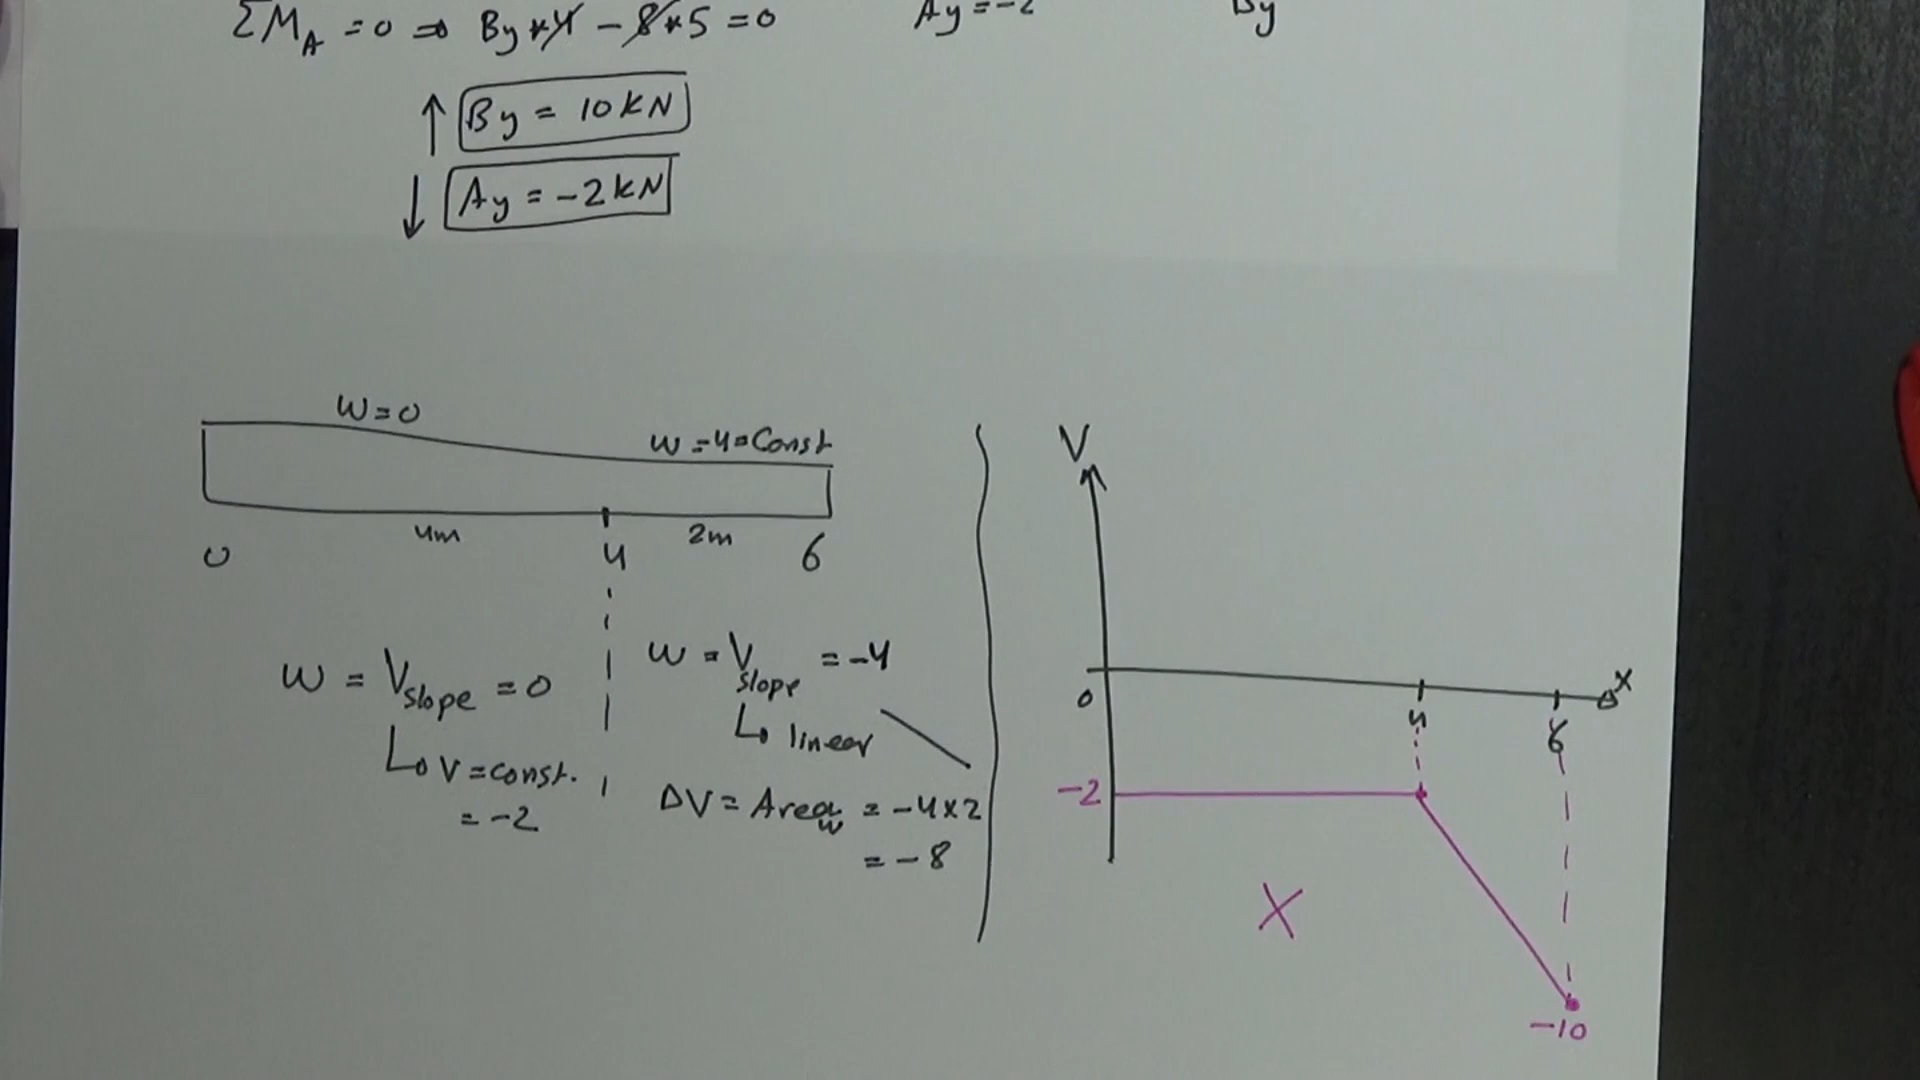 ΣM_A = 0 ⇒ By*4 - 8*5 = 0
Ay = -2
By
↑ By = 10 kN
↓ Ay = -2 kN
w = 0
w = 4 = Const
4m
2m
0
4
6
w = V_slope = 0
↳ V = const.
= -2
w = V_slope = -4
↳ linear
ΔV = Area_w = -4×2
= -8
V
x
0
4
6
-2
X
-10